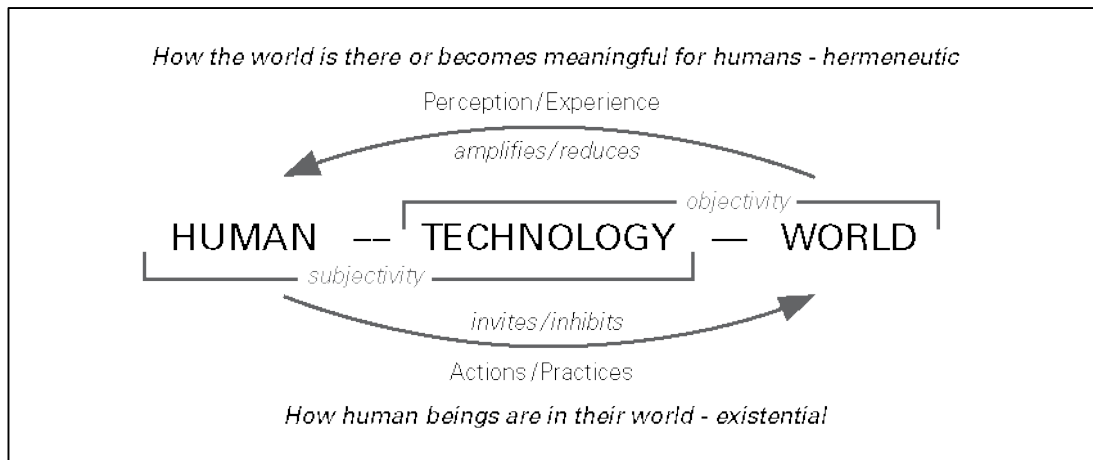 How the world is there or becomes meaningful for humans - hermeneutic
Perception/Experience
amplifies/reduces
objectivity
HUMAN -- TECHNOLOGY — WORLD
subjectivity
invites/inhibits
Actions/Practices
How human beings are in their world - existential